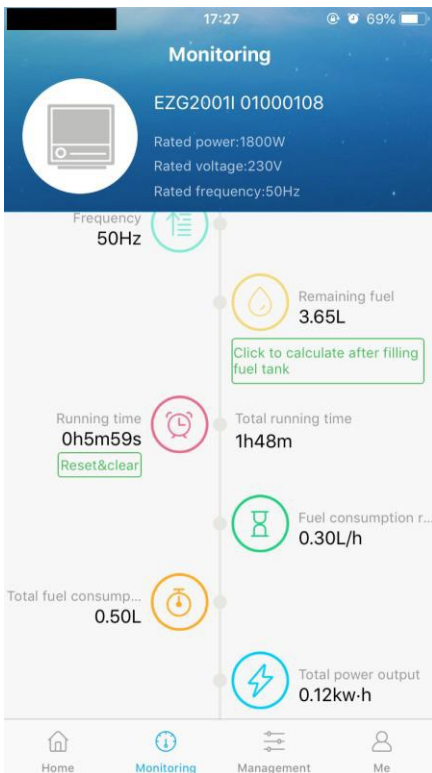 17:27
69%
Monitoring
EZG2001I 01000108
Rated power:1800W
Rated voltage:230V
Rated frequency:50Hz
Frequency
50Hz
Remaining fuel
3.65L
Click to calculate after filling
fuel tank
Running time
0h5m59s
Reset&clear
Total running time
1h48m
Fuel consumption r...
0.30L/h
Total fuel consump...
0.50L
Total power output
0.12kw·h
Home
Monitoring
Management
Me